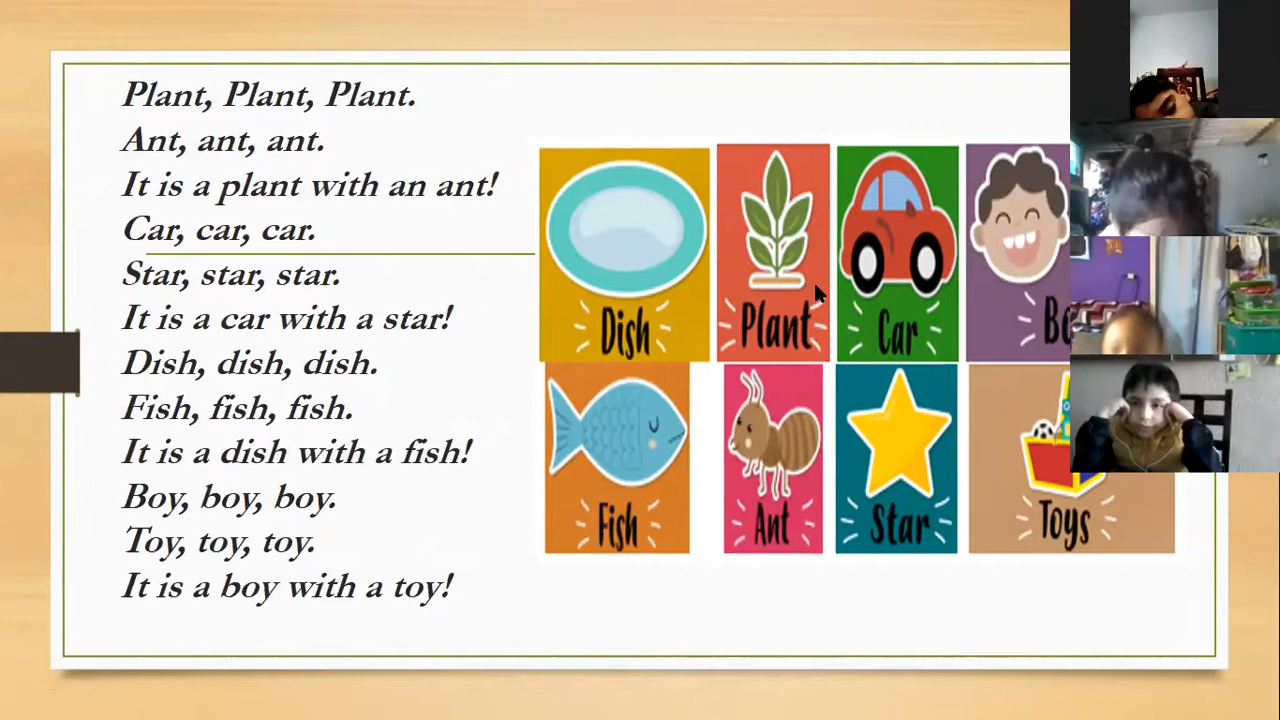 Plant, Plant, Plant.
Ant, ant, ant.
It is a plant with an ant!
Car, car, car.
Star, star, star.
It is a car with a star!
Dish, dish, dish.
Fish, fish, fish.
It is a dish with a fish!
Boy, boy, boy.
Toy, toy, toy.
It is a boy with a toy!
Dish
Plant
Car
Fish
Ant
Star
Toys